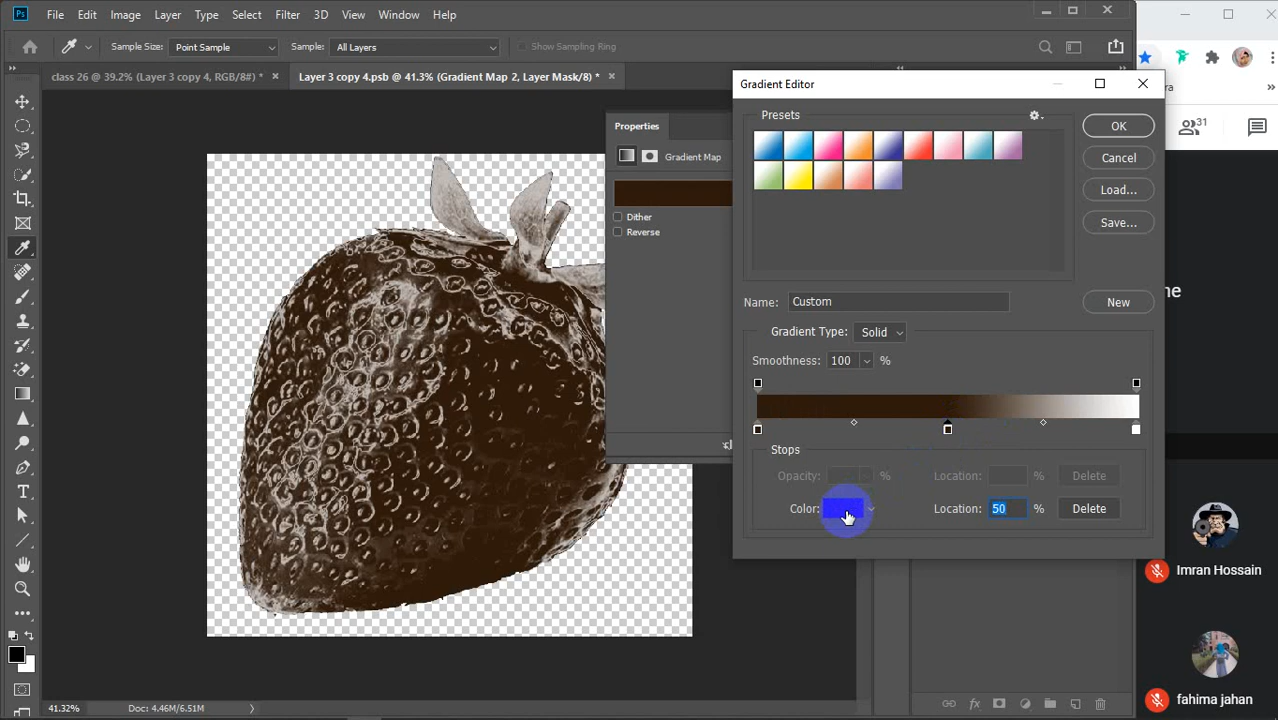 Ps File Edit Image Layer Type Select Filter 3D View Window Help
Sample Size: Point Sample Sample: All Layers Show Sampling Ring
class 26 @ 39.2% (Layer 3 copy 4, RGB/8#) * Layer 3 copy 4.psb @ 41.3% (Gradient Map 2, Layer Mask/8) *
Gradient Editor
Presets
OK
Cancel
Load...
Save...
Name: Custom
New
Gradient Type: Solid
Smoothness: 100 %
Stops
Opacity: % Location: % Delete
Color: Location: 50 % Delete
Properties
Gradient Map
Dither
Reverse
31
ne
Imran Hossain
fahima jahan
41.32% Doc: 4.46M/6.51M